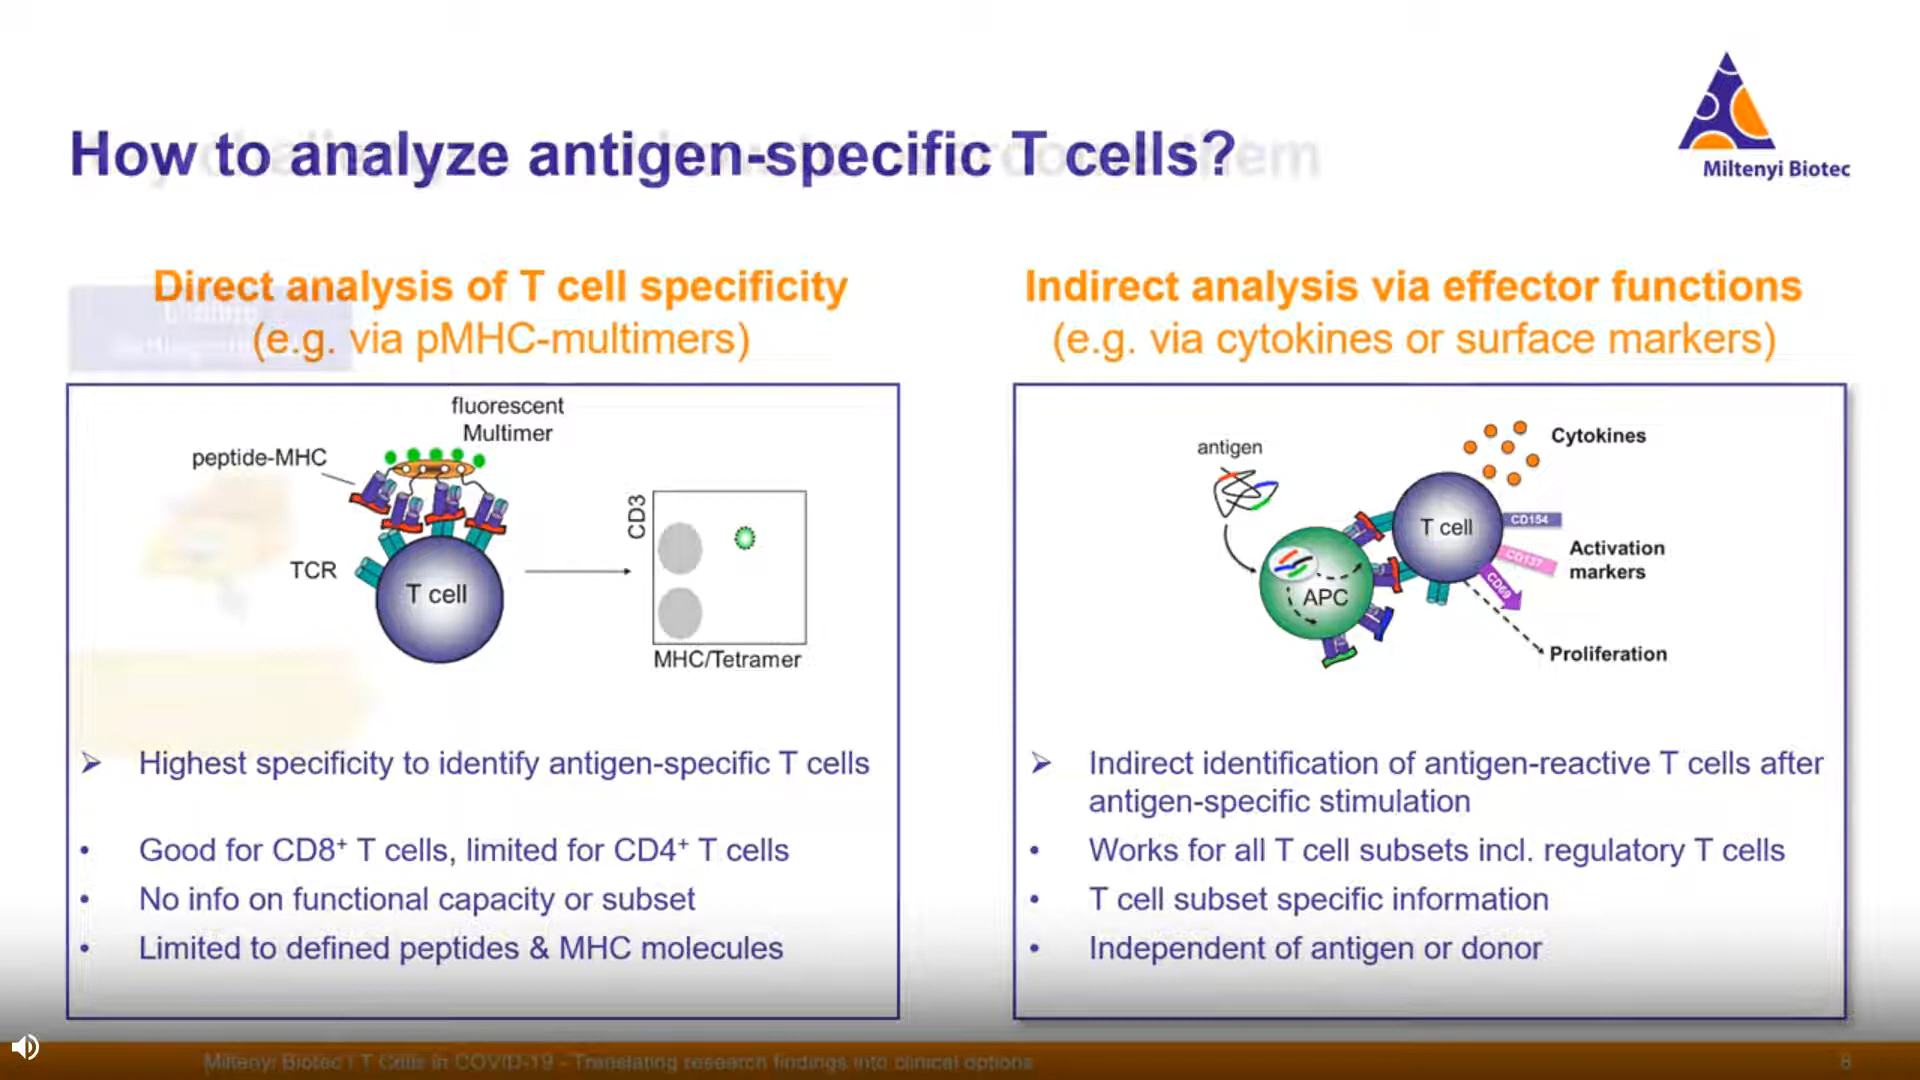 How to analyze antigen-specific T cells?
Miltenyi Biotec
Direct analysis of T cell specificity
(e.g. via pMHC-multimers)
fluorescent
Multimer
peptide-MHC
TCR
T cell
CD3
MHC/Tetramer
➢ Highest specificity to identify antigen-specific T cells
• Good for CD8⁺ T cells, limited for CD4⁺ T cells
• No info on functional capacity or subset
• Limited to defined peptides & MHC molecules
Indirect analysis via effector functions
(e.g. via cytokines or surface markers)
antigen
Cytokines
T cell
CD154
CD137
CD69
Activation
markers
APC
Proliferation
➢ Indirect identification of antigen-reactive T cells after
antigen-specific stimulation
• Works for all T cell subsets incl. regulatory T cells
• T cell subset specific information
• Independent of antigen or donor
Miltenyi Biotec | T Cells in COVID-19 - Translating research findings into clinical options
8